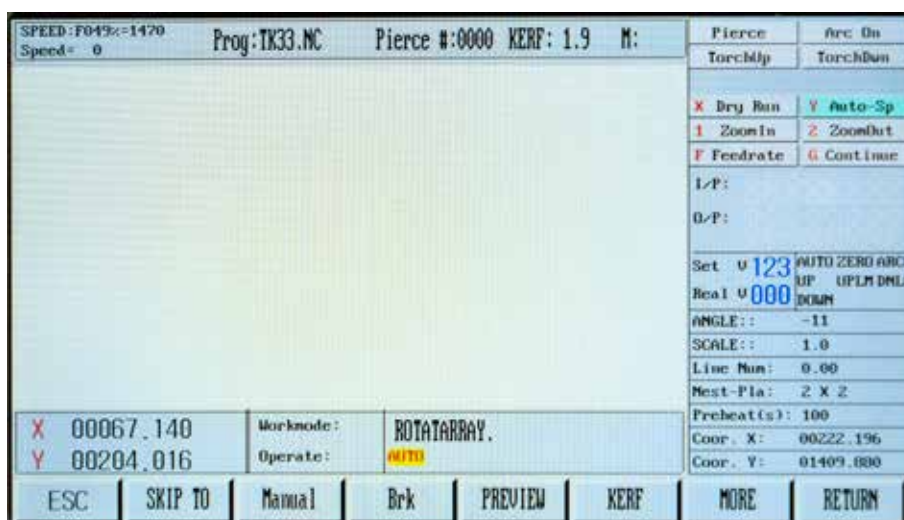 SPEED:F049%=1470
Speed= 0
Prog:TK33.NC Pierce #:0000 KERF: 1.9 M:
Pierce Arc On
TorchUp TorchDwn
X Dry Run Y Auto-Sp
1 ZoomIn 2 ZoomOut
F Feedrate G Continue
I/P:
O/P:
Set V 123 AUTO ZERO ARC
UP UPLM DNL
Real V 000 DOWN
ANGLE:: -11
SCALE:: 1.0
Line Num: 0.00
Nest-Pla: 2 X 2
Preheat(s): 100
Coor. X: 00222.196
Coor. Y: 01409.880
X 00067.140 Workmode: ROTATARRAY.
Y 00204.016 Operate: AUTO
ESC SKIP TO Manual Brk PREVIEW KERF MORE RETURN